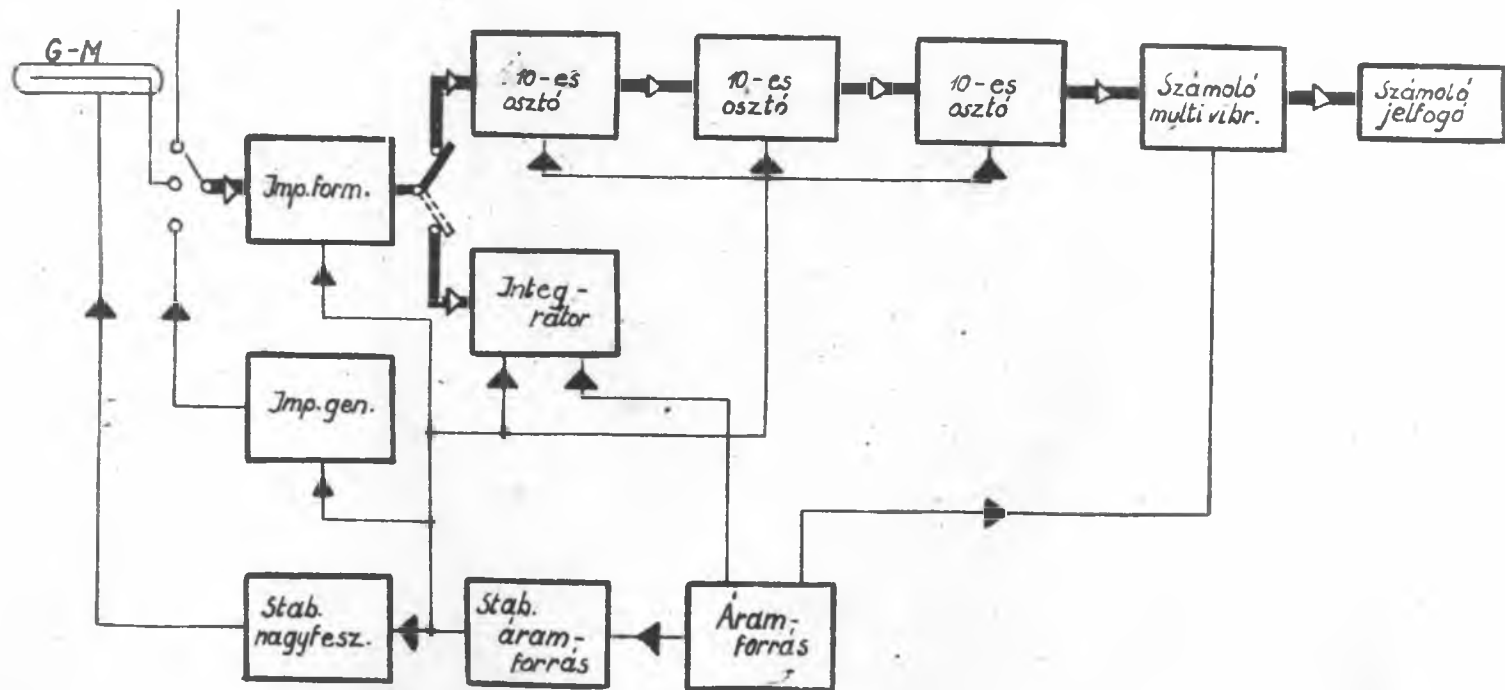 G-M
10-es
osztó
10-es
osztó
10-es
osztó
Számoló
multivibr.
Számoló
jelfogó
Imp.form.
Integ-
rátor
Imp.gen.
Stab.
nagyfesz.
Stab.
áram-
forrás
Áram-
forrás